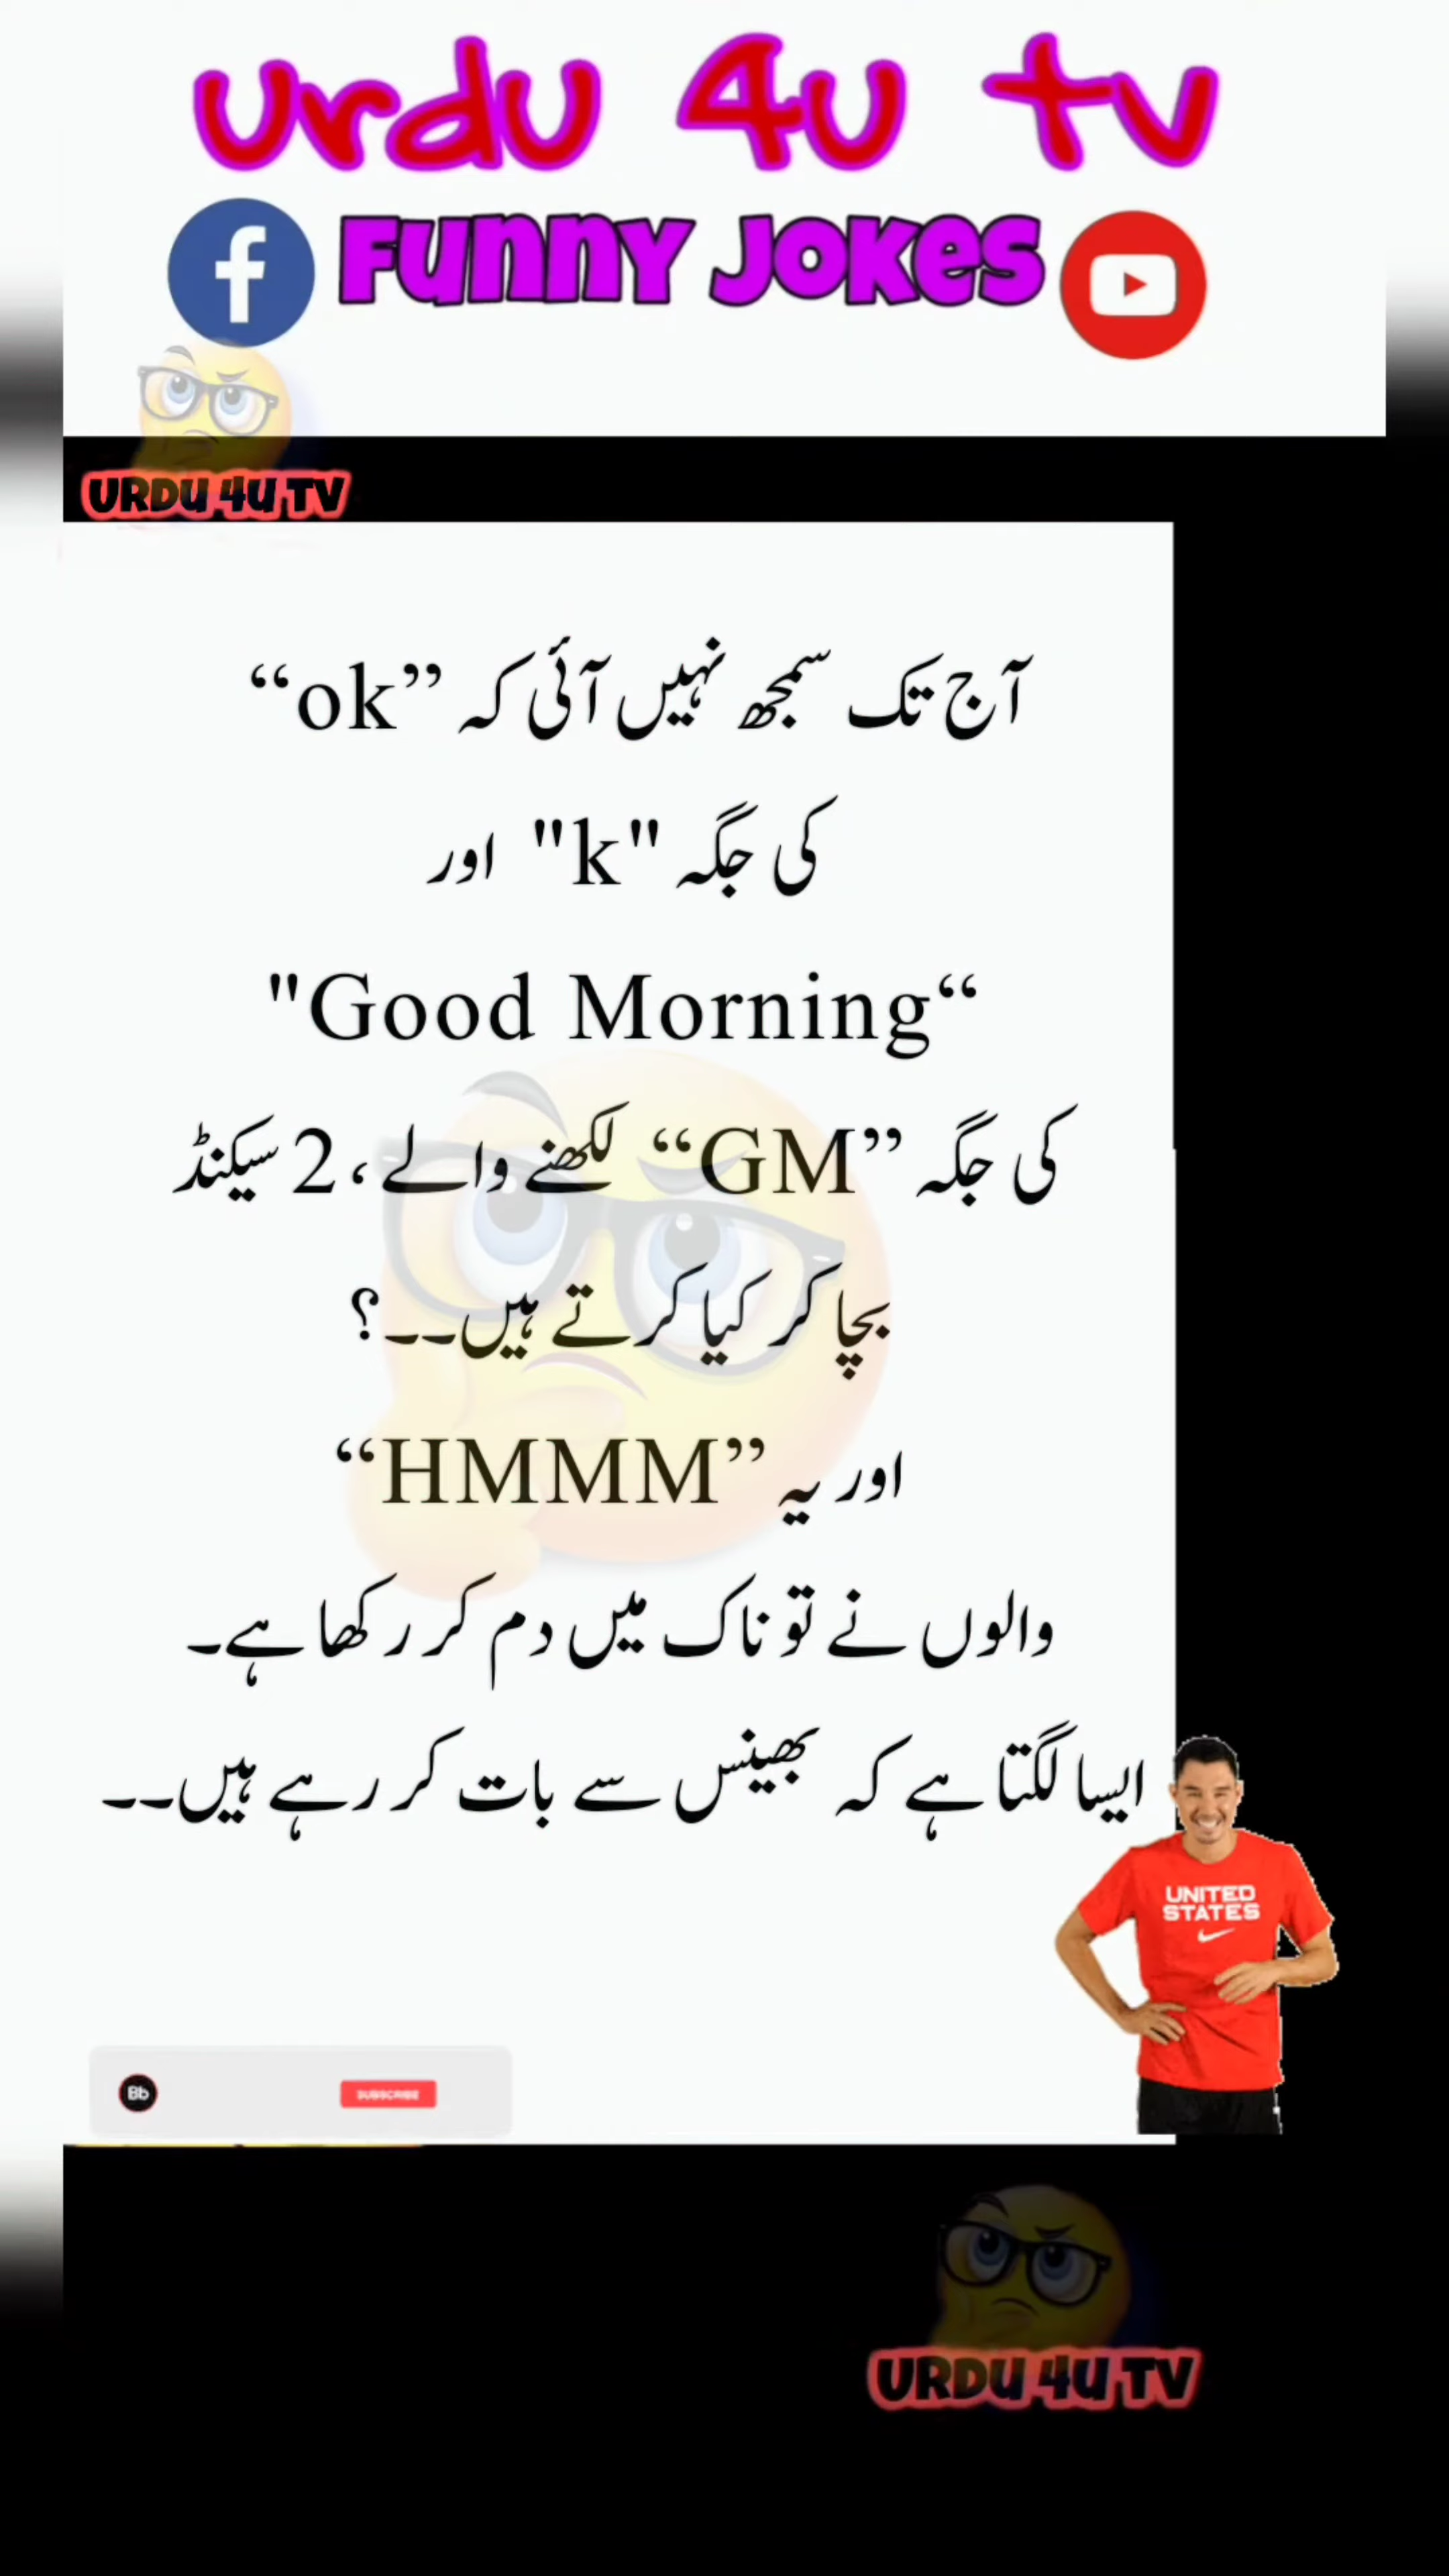 urdu 4u tv
Funny Jokes
URDU 4U TV
آج تک سمجھ نہیں آئی کہ ”ok“
کی جگہ "k" اور
"Good Morning“
کی جگہ ”GM“ لکھنے والے، 2 سیکنڈ
بچا کر کیا کرتے ہیں۔۔؟
اور یہ ”HMMM“
والوں نے تو ناک میں دم کر رکھا ہے۔
ایسا لگتا ہے کہ بھینس سے بات کر رہے ہیں۔۔
UNITED
STATES
Bb
SUBSCRIBE
URDU 4U TV